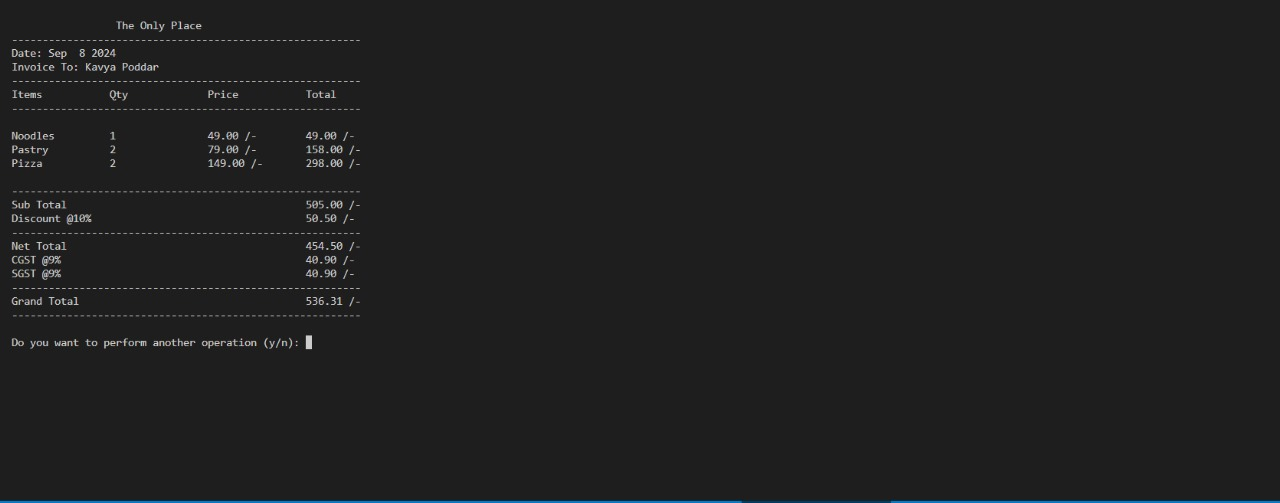 The Only Place
---------------------------------------------------------
Date: Sep  8 2024
Invoice To: Kavya Poddar
---------------------------------------------------------
Items           Qty             Price           Total
---------------------------------------------------------
Noodles         1               49.00 /-        49.00 /-
Pastry          2               79.00 /-        158.00 /-
Pizza           2               149.00 /-       298.00 /-
---------------------------------------------------------
Sub Total                                       505.00 /-
Discount @10%                                   50.50 /-
---------------------------------------------------------
Net Total                                       454.50 /-
CGST @9%                                        40.90 /-
SGST @9%                                        40.90 /-
---------------------------------------------------------
Grand Total                                     536.31 /-
---------------------------------------------------------
Do you want to perform another operation (y/n):